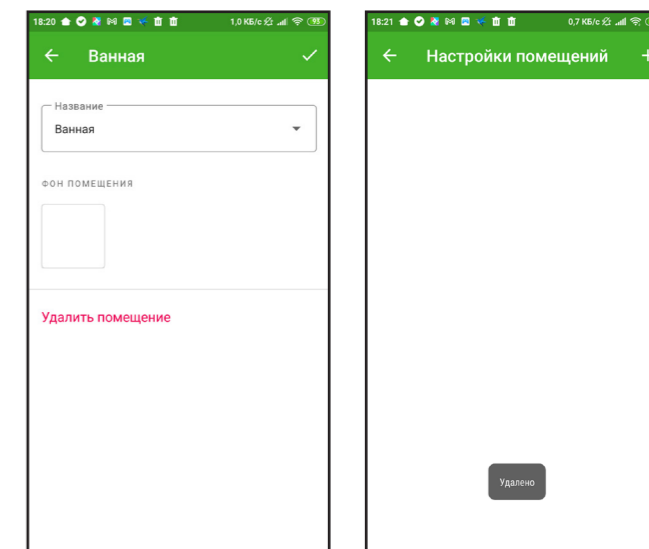 18:20 1,0 КБ/с 93
Ванная
Название
Ванная
ФОН ПОМЕЩЕНИЯ
Удалить помещение
18:21 0,7 КБ/с
Настройки помещений
Удалено